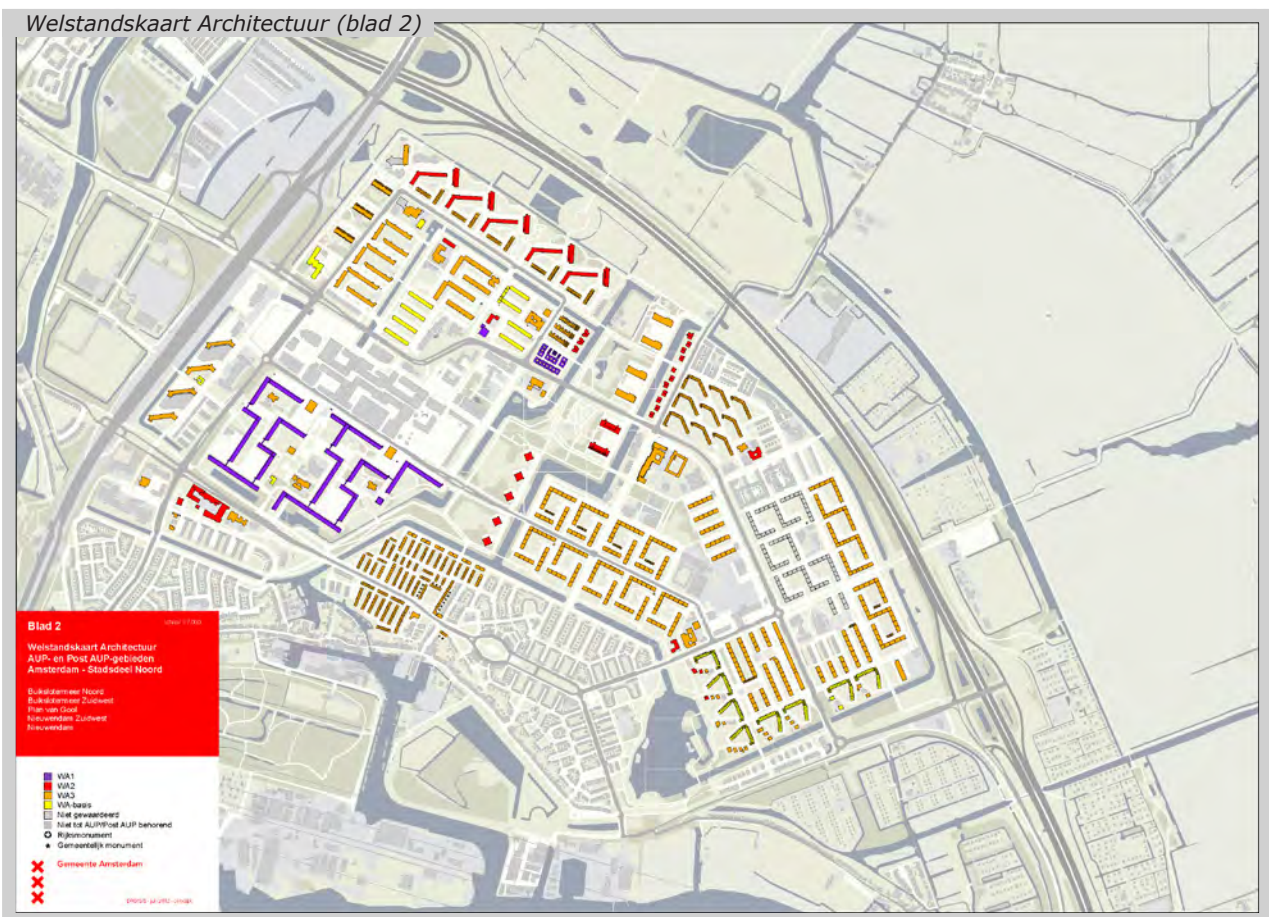 Welstandskaart Architectuur (blad 2)
Blad 2
Welstandskaart Architectuur
AUP- en Post AUP-gebieden
Amsterdam - Stadsdeel Noord
Buikslotermeer Noord
Buikslotermeer Zuidwest
Plan van Gool
Nieuwendam Zuidwest
Nieuwendam
WA1
WA2
WA3
WA-basis
Niet gewaardeerd
Niet tot AUP/Post AUP behorend
Rijksmonument
Gemeentelijk monument
Gemeente Amsterdam